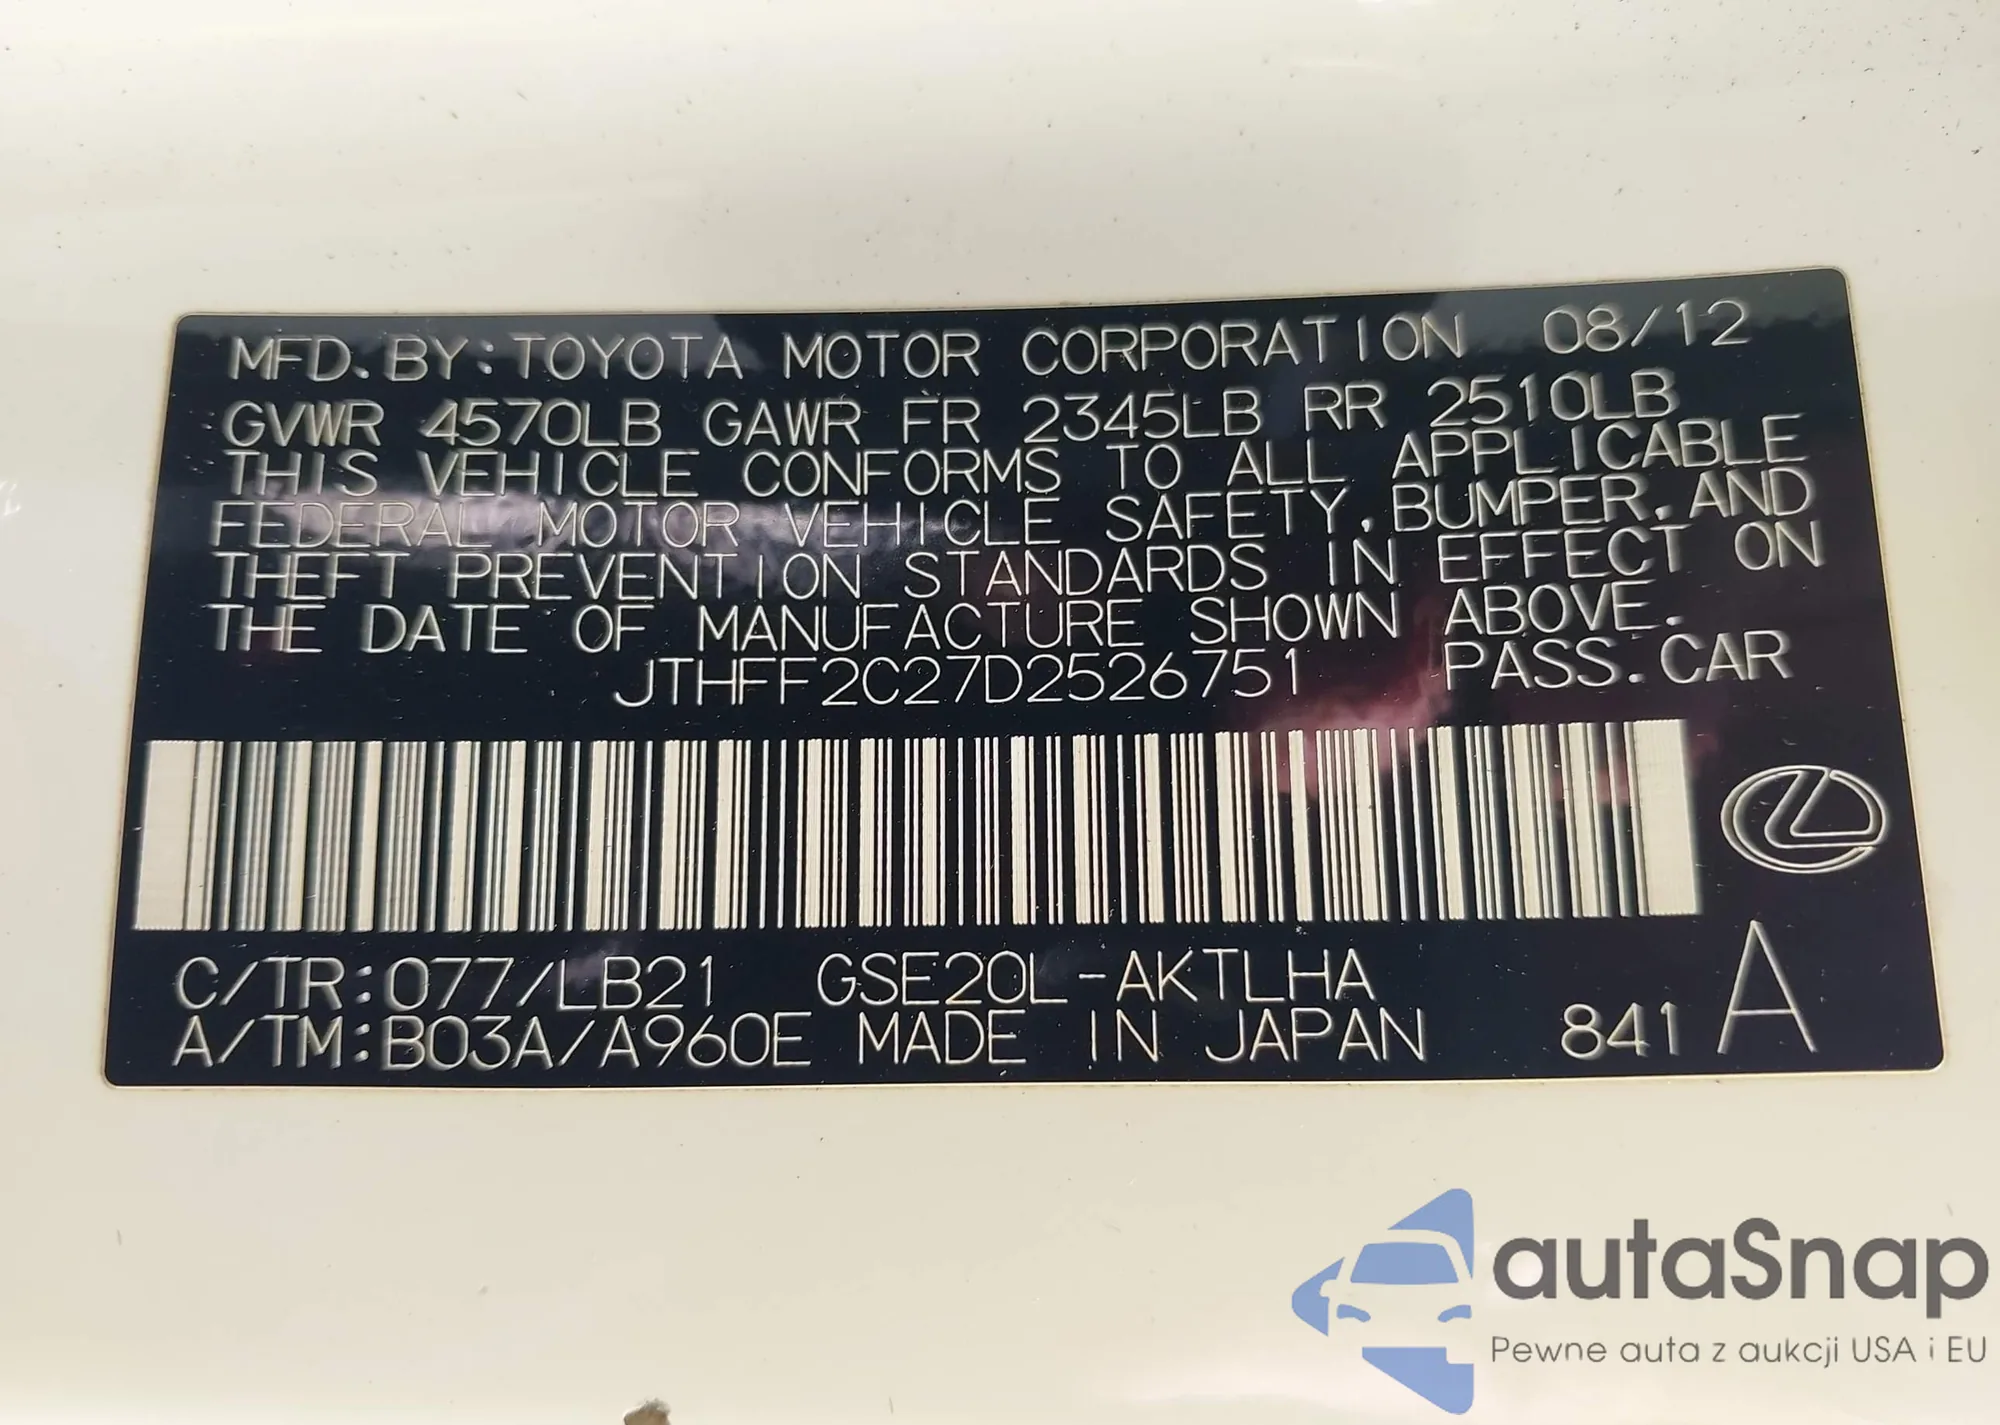 MFD. BY: TOYOTA MOTOR CORPORATION 08/12
GVWR 4570LB GAWR FR 2345LB RR 2510LB
THIS VEHICLE CONFORMS TO ALL APPLICABLE
FEDERAL MOTOR VEHICLE SAFETY, BUMPER, AND
THEFT PREVENTION STANDARDS IN EFFECT ON
THE DATE OF MANUFACTURE SHOWN ABOVE.
JTHFF2C27D2526751 PASS. CAR
C/TR: 077/LB21 GSE20L-AKTLHA
A/TM: B03A/A960E MADE IN JAPAN 841 A
autaSnap
Pewne auta z aukcji USA i EU